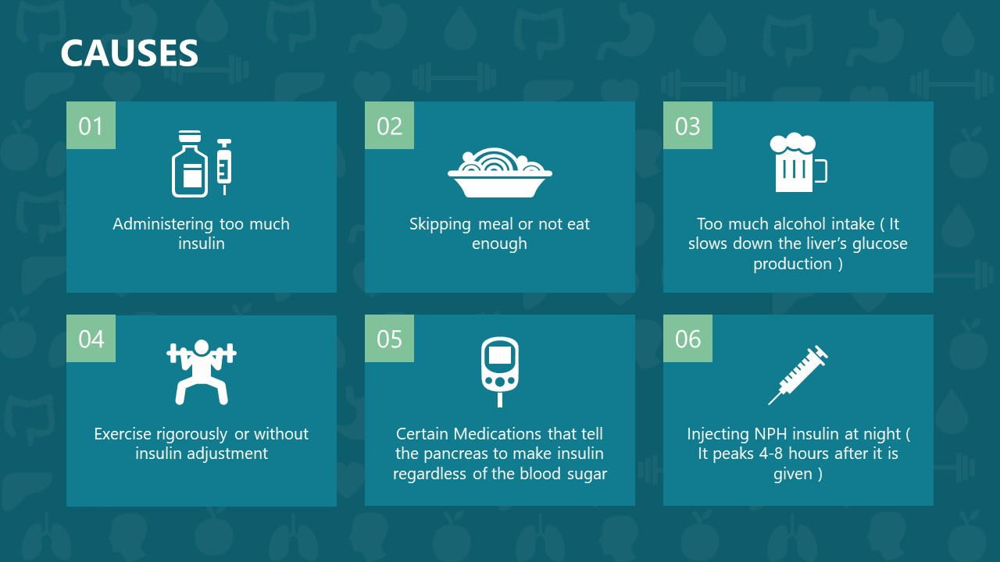 CAUSES
01
Administering too much
insulin
02
Skipping meal or not eat
enough
03
Too much alcohol intake ( It
slows down the liver’s glucose
production )
04
Exercise rigorously or without
insulin adjustment
05
Certain Medications that tell
the pancreas to make insulin
regardless of the blood sugar
06
Injecting NPH insulin at night (
It peaks 4-8 hours after it is
given )